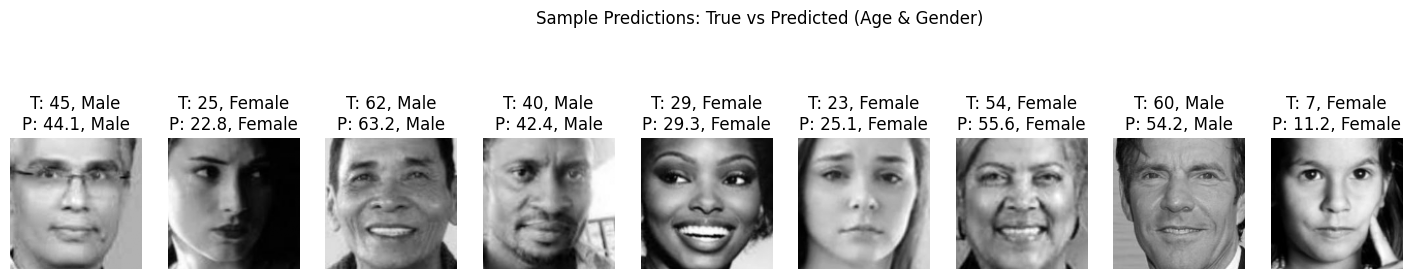 Sample Predictions: True vs Predicted (Age & Gender)
T: 45, Male
P: 44.1, Male
T: 25, Female
P: 22.8, Female
T: 62, Male
P: 63.2, Male
T: 40, Male
P: 42.4, Male
T: 29, Female
P: 29.3, Female
T: 23, Female
P: 25.1, Female
T: 54, Female
P: 55.6, Female
T: 60, Male
P: 54.2, Male
T: 7, Female
P: 11.2, Female